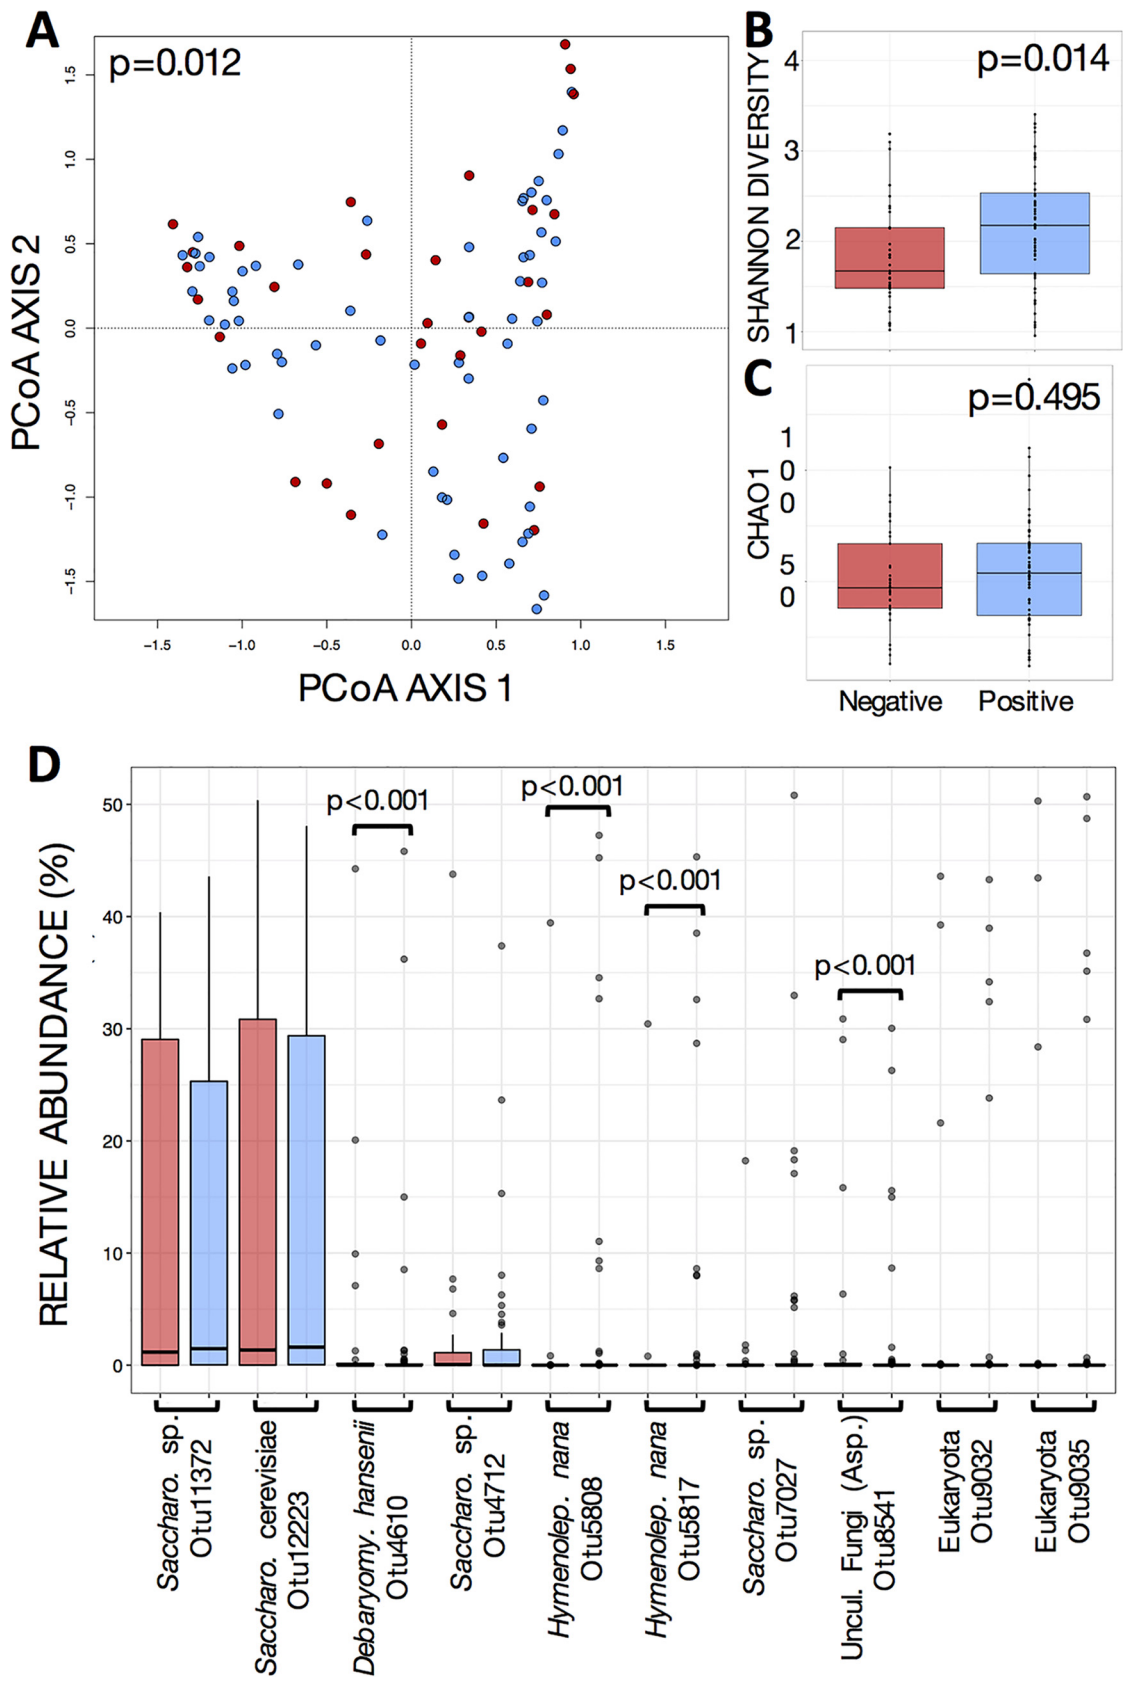 A
p=0.012
PCoA AXIS 2
1.5
1.0
0.5
0.0
−0.5
−1.0
−1.5
−1.5
−1.0
−0.5
0.0
0.5
1.0
1.5
PCoA AXIS 1
B
p=0.014
SHANNON DIVERSITY
4
3
2
1
C
p=0.495
CHAO1
1
0
0
5
0
Negative
Positive
D
RELATIVE ABUNDANCE (%)
50
40
30
20
10
0
p<0.001
p<0.001
p<0.001
p<0.001
Saccharo. sp.
Otu11372
Saccharo. cerevisiae
Otu12223
Debaryomy. hansenii
Otu4610
Saccharo. sp.
Otu4712
Hymenolep. nana
Otu5808
Hymenolep. nana
Otu5817
Saccharo. sp.
Otu7027
Uncul. Fungi (Asp.)
Otu8541
Eukaryota
Otu9032
Eukaryota
Otu9035